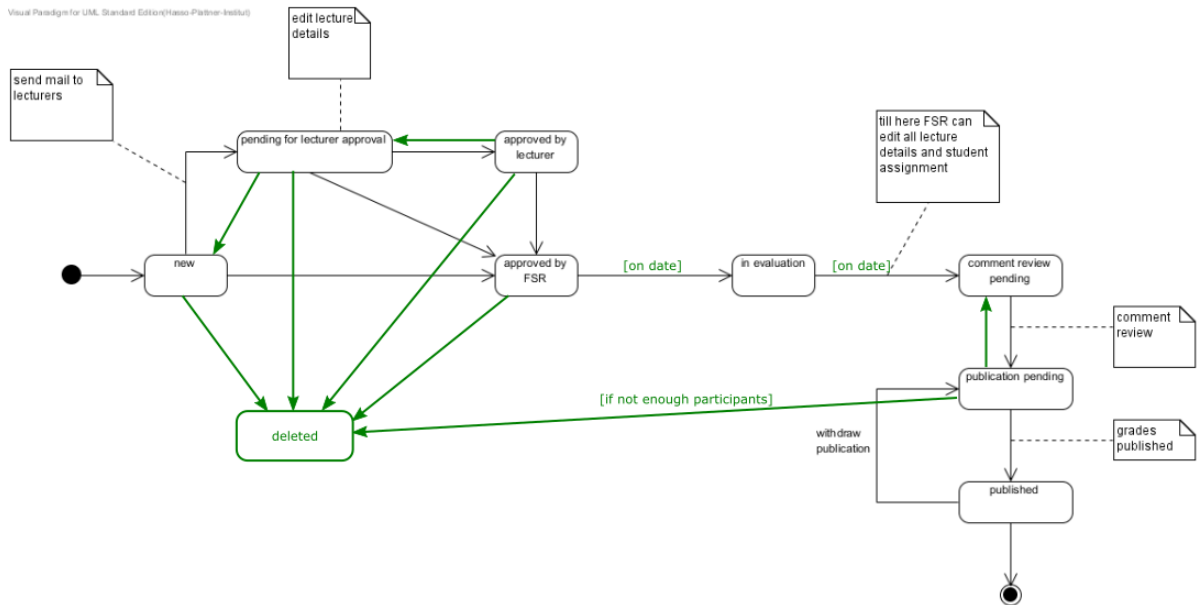 Visual Paradigm for UML Standard Edition(Hasso-Plattner-Institut)
edit lecture
details
send mail to
lecturers
till here FSR can
edit all lecture
details and student
assignment
pending for lecturer approval
approved by
lecturer
new
approved by
FSR
[on date]
in evaluation
[on date]
comment review
pending
comment
review
publication pending
[if not enough participants]
deleted
withdraw
publication
grades
published
published